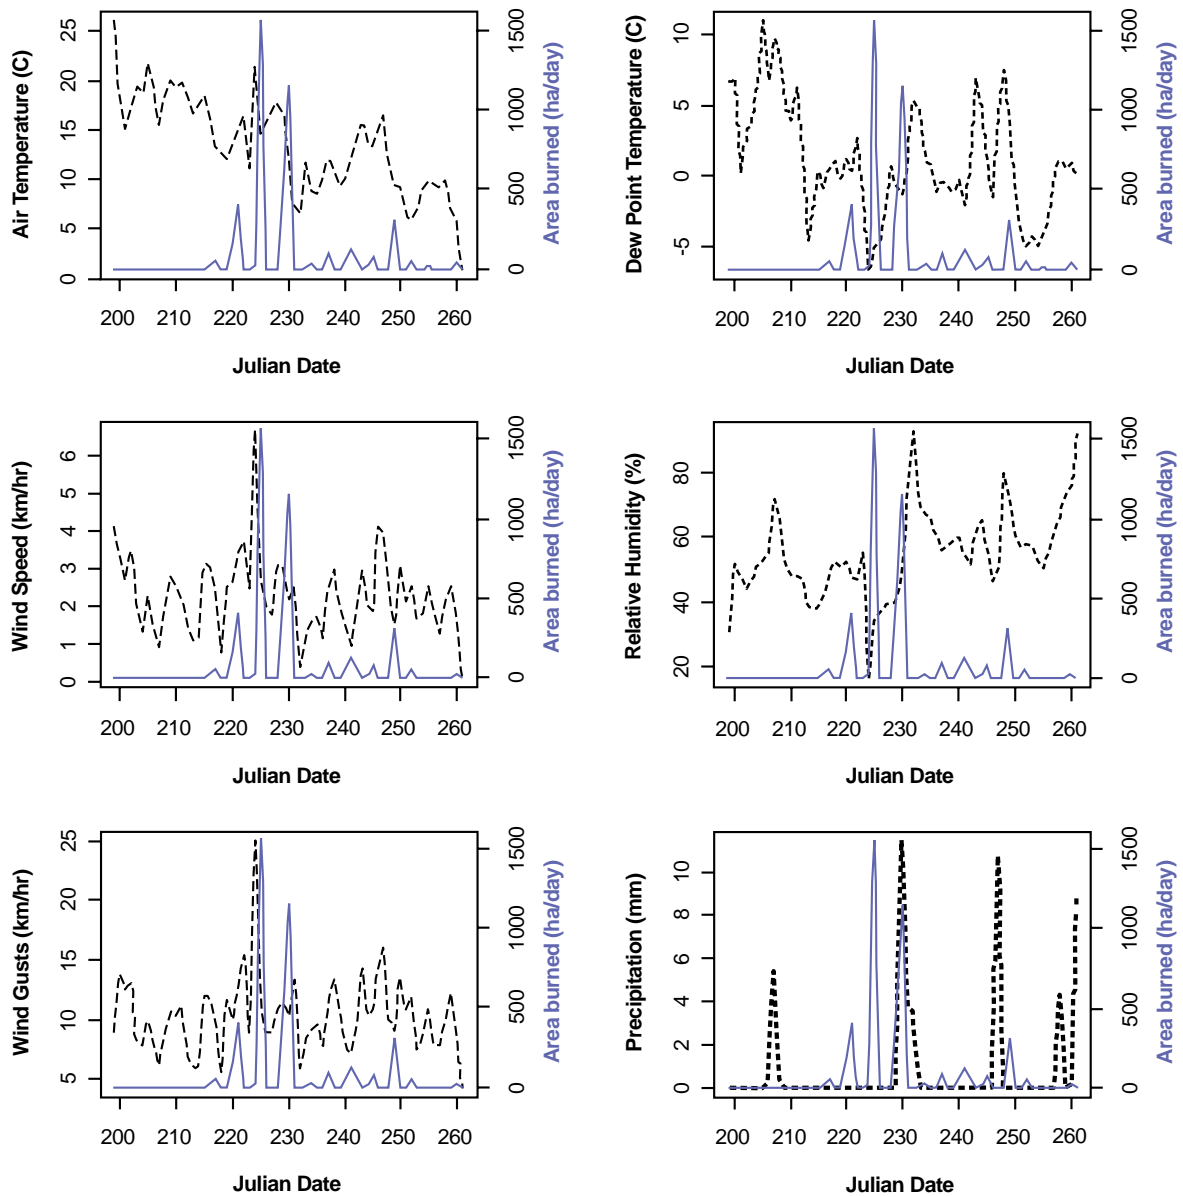 Air Temperature (C)
0 5 10 15 20 25
200 210 220 230 240 250 260
Julian Date
0 500 1000 1500
Area burned (ha/day)
Dew Point Temperature (C)
-5 0 5 10
200 210 220 230 240 250 260
Julian Date
0 500 1000 1500
Area burned (ha/day)
Wind Speed (km/hr)
0 1 2 3 4 5 6
200 210 220 230 240 250 260
Julian Date
0 500 1000 1500
Area burned (ha/day)
Relative Humidity (%)
20 40 60 80
200 210 220 230 240 250 260
Julian Date
0 500 1000 1500
Area burned (ha/day)
Wind Gusts (km/hr)
5 10 15 20 25
200 210 220 230 240 250 260
Julian Date
0 500 1000 1500
Area burned (ha/day)
Precipitation (mm)
0 2 4 6 8 10
200 210 220 230 240 250 260
Julian Date
0 500 1000 1500
Area burned (ha/day)